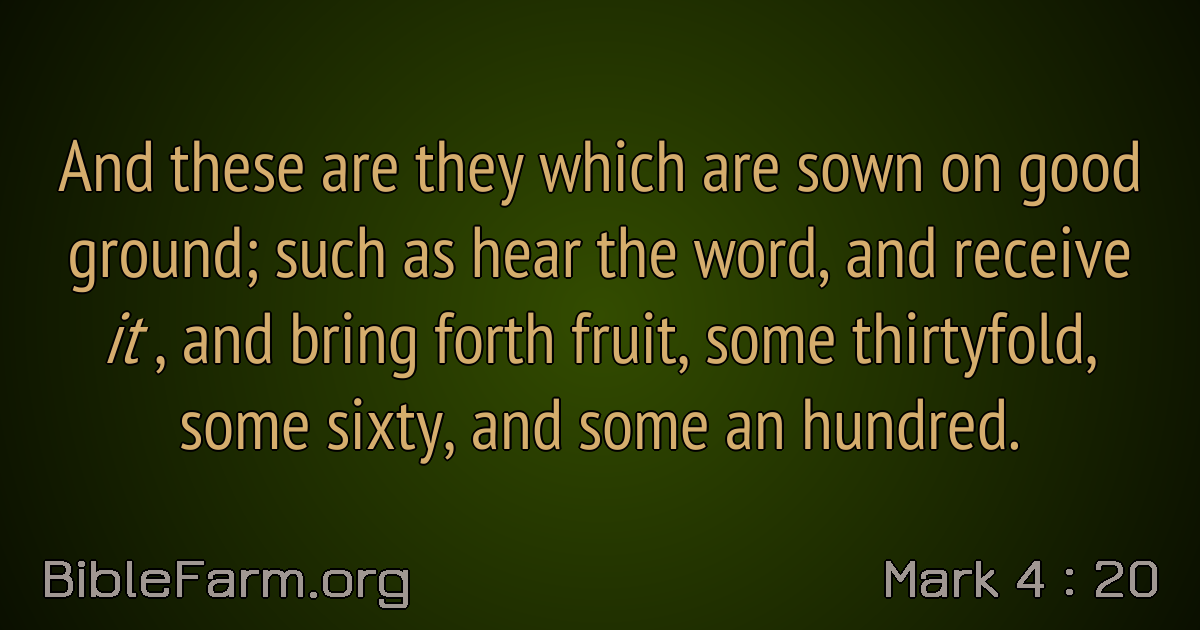 And these are they which are sown on good
ground; such as hear the word, and receive
it , and bring forth fruit, some thirtyfold,
some sixty, and some an hundred.
BibleFarm.org
Mark 4 : 20